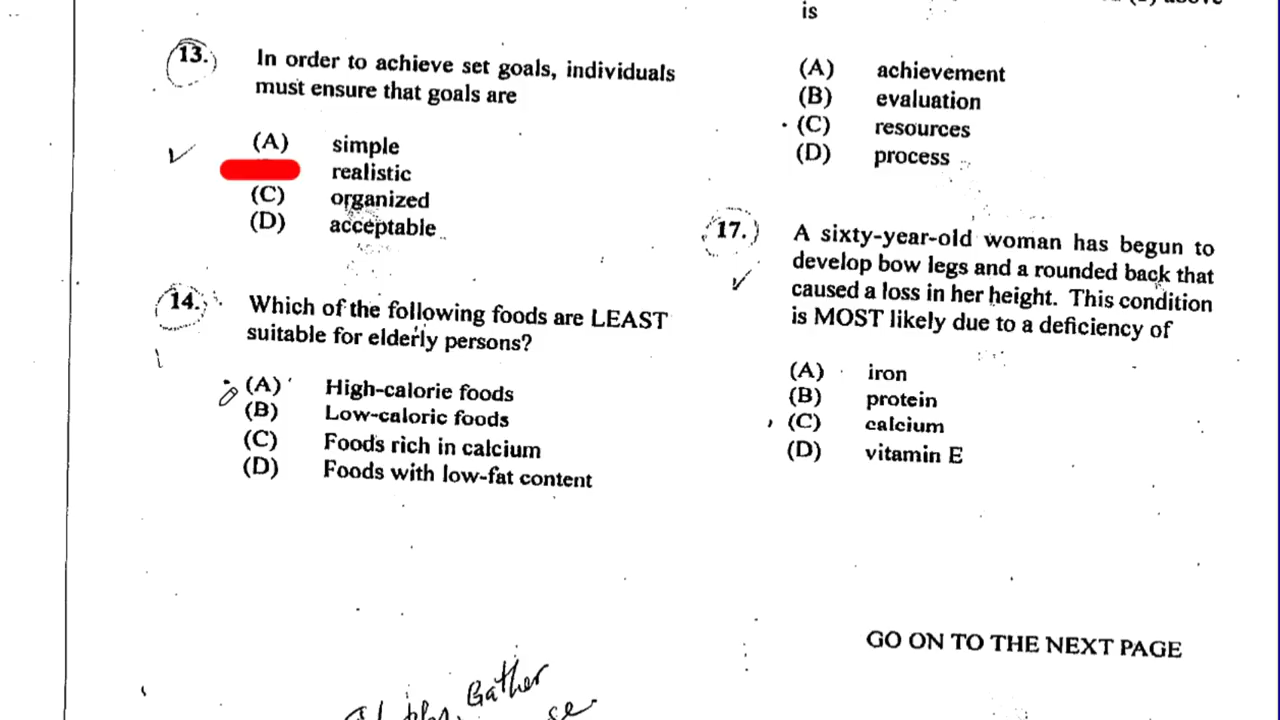 13. In order to achieve set goals, individuals
must ensure that goals are
(A) simple
realistic
(C) organized
(D) acceptable
14. Which of the following foods are LEAST
suitable for elderly persons?
(A) High-calorie foods
(B) Low-caloric foods
(C) Foods rich in calcium
(D) Foods with low-fat content
Gather
above
is
(A) achievement
(B) evaluation
(C) resources
(D) process
17. A sixty-year-old woman has begun to
develop bow legs and a rounded back that
caused a loss in her height. This condition
is MOST likely due to a deficiency of
(A) iron
(B) protein
(C) calcium
(D) vitamin E
GO ON TO THE NEXT PAGE